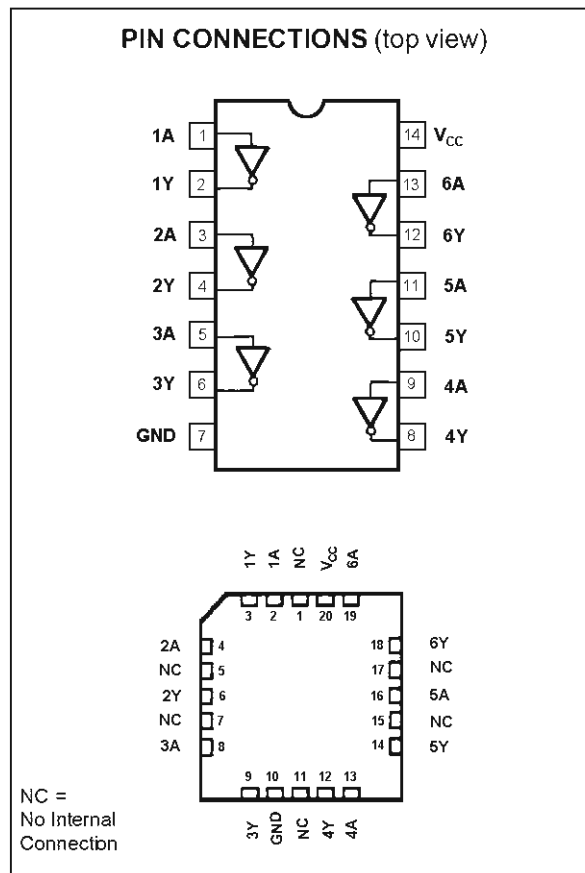 PIN CONNECTIONS (top view)
1A 1 14 VCC
1Y 2 13 6A
2A 3 12 6Y
2Y 4 11 5A
3A 5 10 5Y
3Y 6 9 4A
GND 7 8 4Y
1Y 1A NC VCC 6A
3 2 1 20 19
2A 4 18 6Y
NC 5 17 NC
2Y 6 16 5A
NC 7 15 NC
3A 8 14 5Y
9 10 11 12 13
3Y GND NC 4Y 4A
NC =
No Internal
Connection